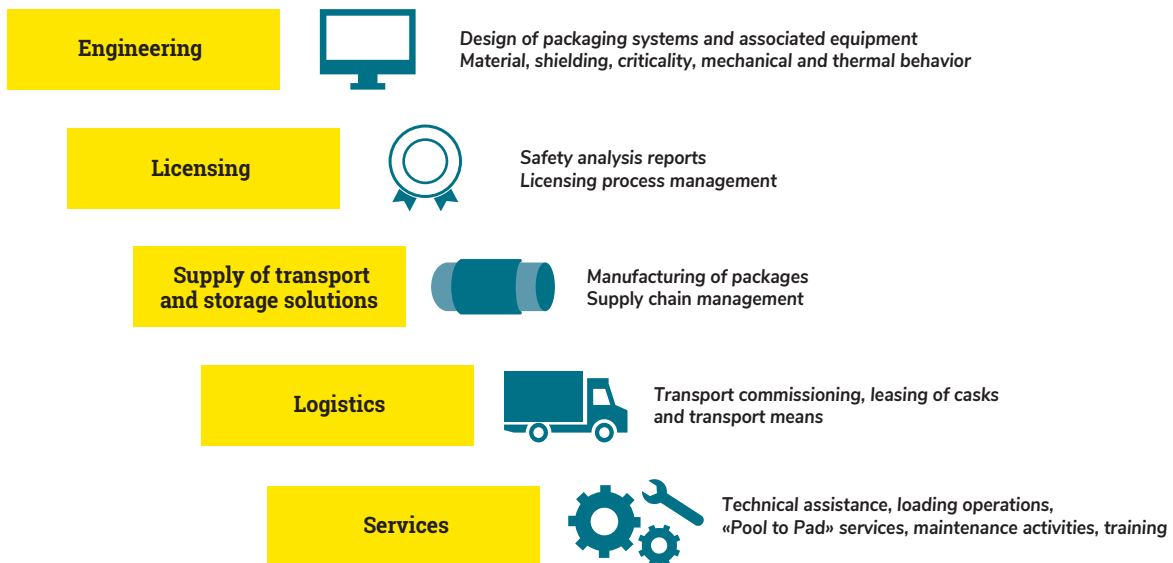 Engineering
Design of packaging systems and associated equipment
Material, shielding, criticality, mechanical and thermal behavior
Licensing
Safety analysis reports
Licensing process management
Supply of transport
and storage solutions
Manufacturing of packages
Supply chain management
Logistics
Transport commissioning, leasing of casks
and transport means
Services
Technical assistance, loading operations,
«Pool to Pad» services, maintenance activities, training